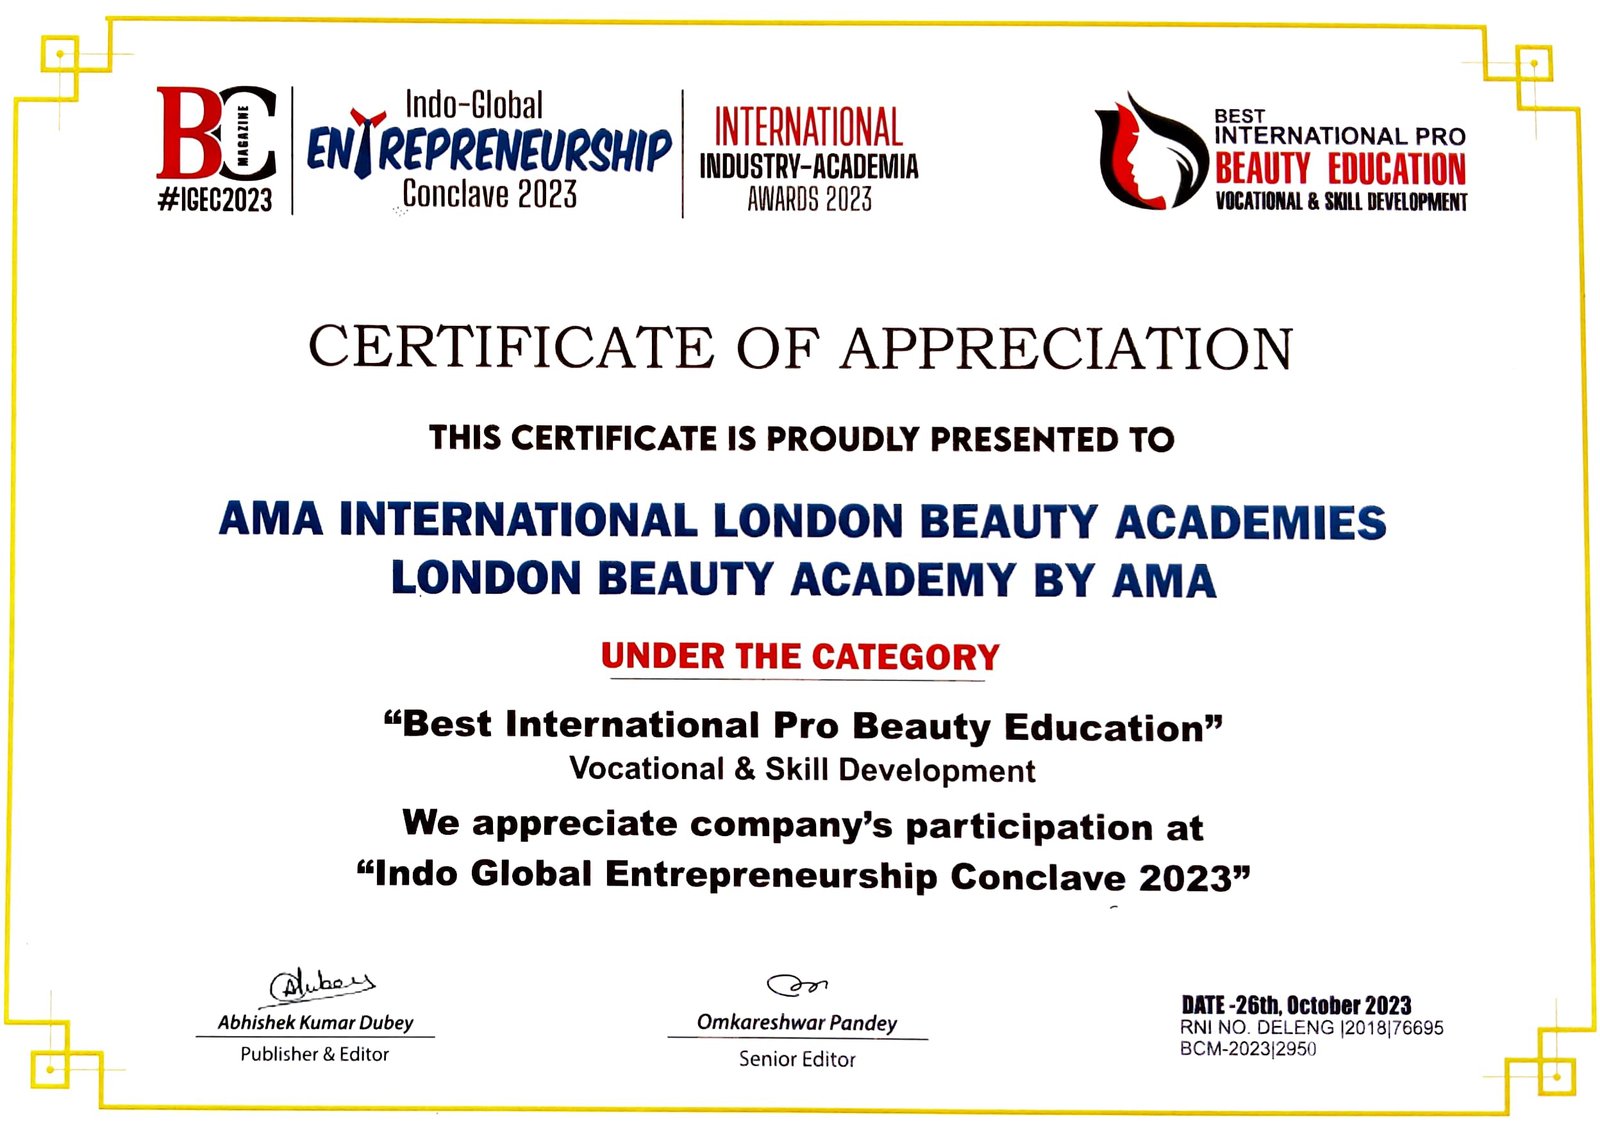 BC
MAGAZINE
#IGEC2023
Indo-Global
ENTREPRENEURSHIP
Conclave 2023
INTERNATIONAL
INDUSTRY-ACADEMIA
AWARDS 2023
BEST
INTERNATIONAL PRO
BEAUTY EDUCATION
VOCATIONAL & SKILL DEVELOPMENT
CERTIFICATE OF APPRECIATION
THIS CERTIFICATE IS PROUDLY PRESENTED TO
AMA INTERNATIONAL LONDON BEAUTY ACADEMIES
LONDON BEAUTY ACADEMY BY AMA
UNDER THE CATEGORY
“Best International Pro Beauty Education”
Vocational & Skill Development
We appreciate company’s participation at
“Indo Global Entrepreneurship Conclave 2023”
Abhishek Kumar Dubey
Publisher & Editor
Omkareshwar Pandey
Senior Editor
DATE -26th, October 2023
RNI NO. DELENG |2018|76695
BCM-2023|2950